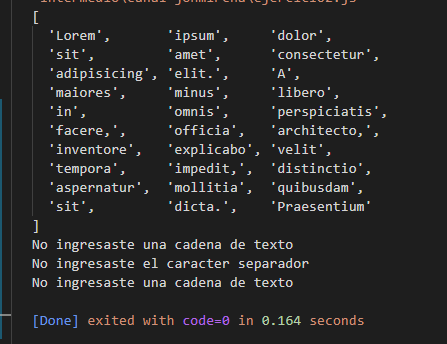 [
  'Lorem',       'ipsum',     'dolor',
  'sit',         'amet',      'consectetur',
  'adipisicing', 'elit.',     'A',
  'maiores',     'minus',     'libero',
  'in',          'omnis',     'perspiciatis',
  'facere,',     'officia',   'architecto,',
  'inventore',   'explicabo', 'velit',
  'tempora',     'impedit,',  'distinctio',
  'aspernatur',  'mollitia',  'quibusdam',
  'sit',         'dicta.',    'Praesentium'
]
No ingresaste una cadena de texto
No ingresaste el caracter separador
No ingresaste una cadena de texto
[Done] exited with code=0 in 0.164 seconds